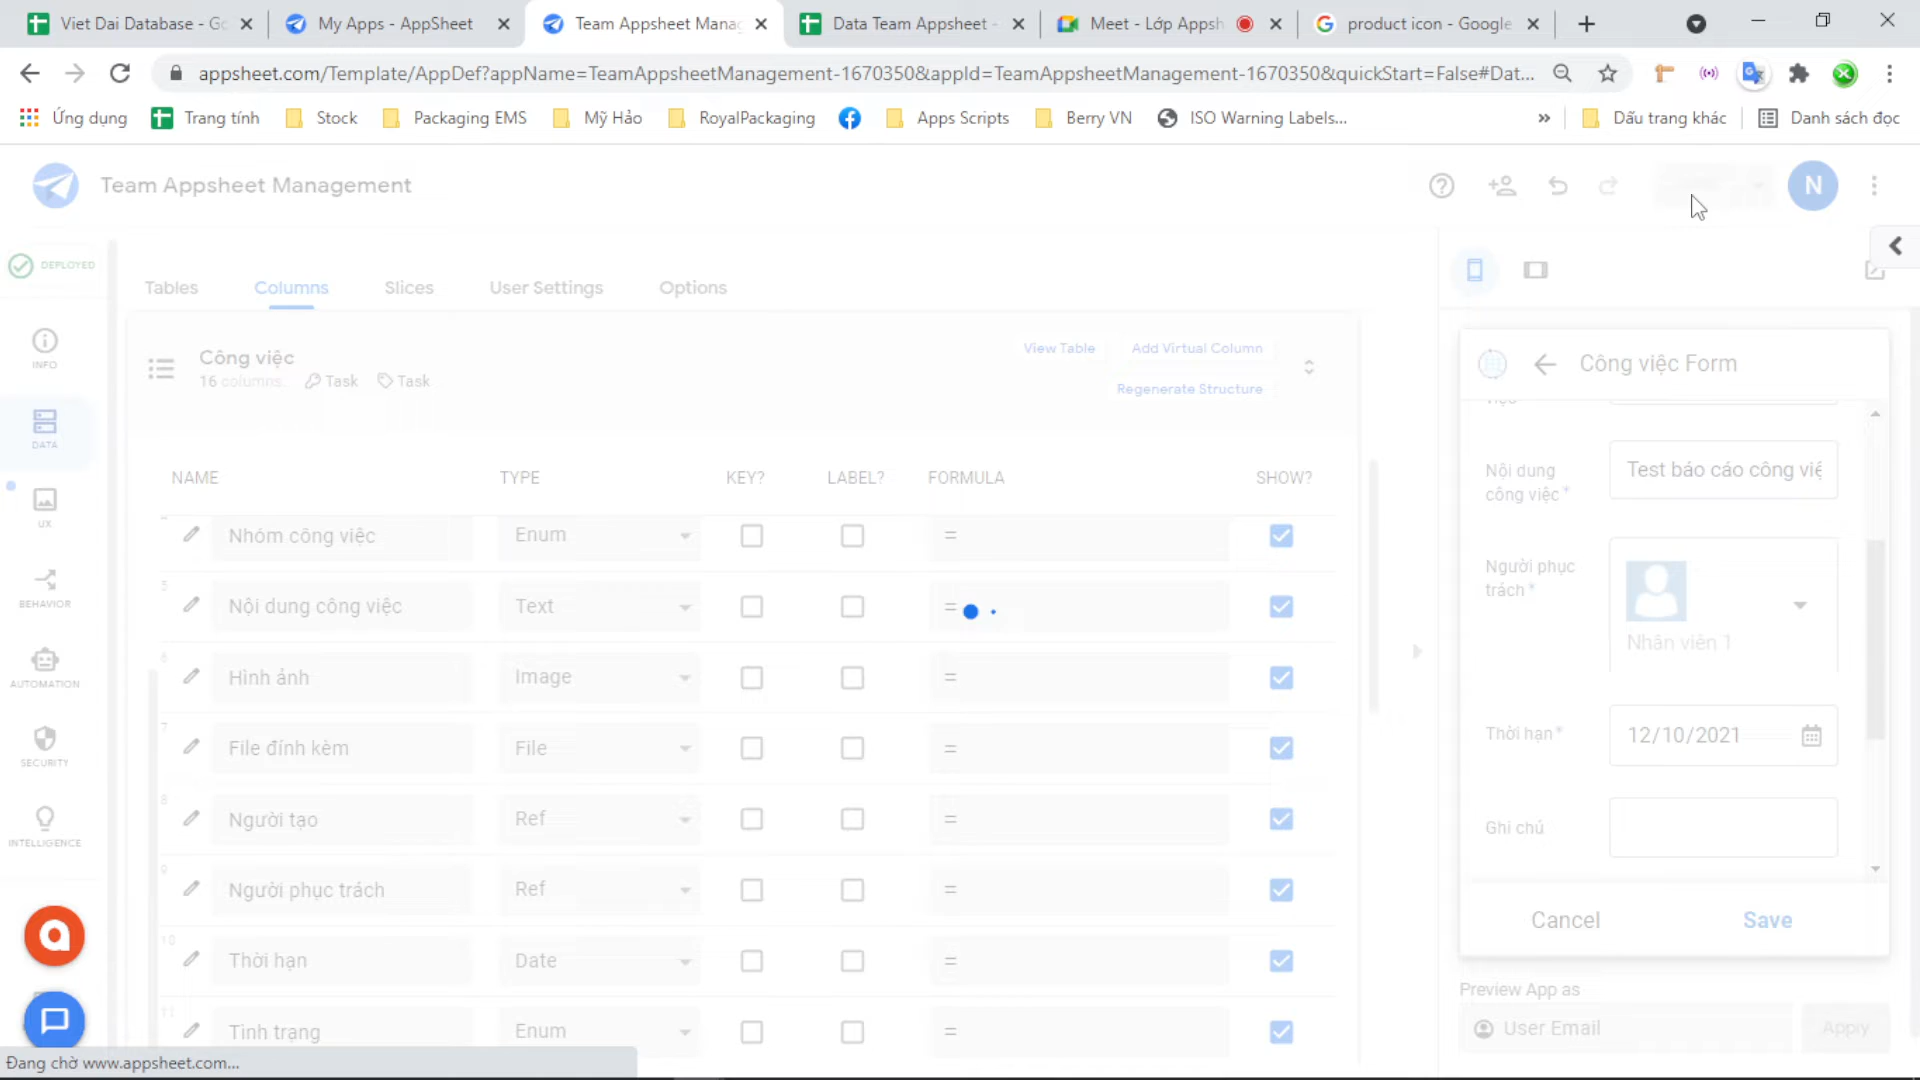 Viet Dai Database - Go
My Apps - AppSheet
Team Appsheet Manag
Data Team Appsheet -
Meet - Lớp Appsh
product icon - Google
appsheet.com/Template/AppDef?appName=TeamAppsheetManagement-1670350&appId=TeamAppsheetManagement-1670350&quickStart=False#Dat...
Ứng dụng
Trang tính
Stock
Packaging EMS
Mỹ Hảo
RoyalPackaging
Apps Scripts
Berry VN
ISO Warning Labels...
»
Dấu trang khác
Danh sách đọc
Team Appsheet Management
N
DEPLOYED
INFO
DATA
UX
BEHAVIOR
AUTOMATION
SECURITY
INTELLIGENCE
Tables
Columns
Slices
User Settings
Options
Công việc
16 columns.
Task
Task
View Table
Add Virtual Column
Regenerate Structure
NAME
TYPE
KEY?
LABEL?
FORMULA
SHOW?
Nhóm công việc
Enum
=
5
Nội dung công việc
Text
=
6
Hình ảnh
Image
=
7
File đính kèm
File
=
8
Người tạo
Ref
=
9
Người phục trách
Ref
=
10
Thời hạn
Date
=
11
Tình trạng
Enum
=
Công việc Form
Nội dung
công việc *
Test báo cáo công việ
Người phục
trách *
Nhân viên 1
Thời hạn *
12/10/2021
Ghi chú
Cancel
Save
Preview App as
User Email
Apply
Đang chờ www.appsheet.com...